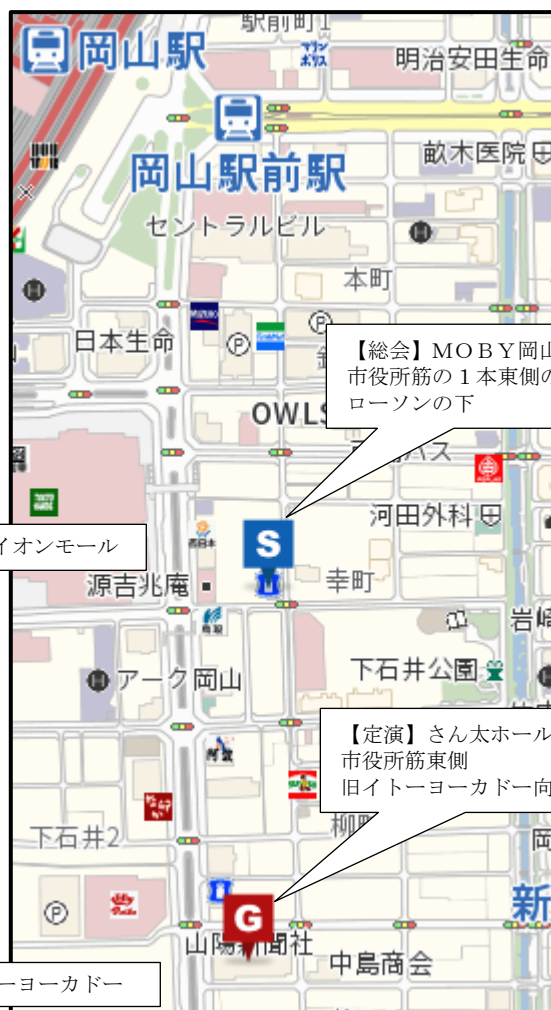 駅前町1
岡山駅
明治安田生命
岡山駅前駅
畝木医院
セントラルビル
本町
日本生命
【総会】ＭＯＢＹ岡山
市役所筋の１本東側の
ローソンの下
OWLS
バス
イオンモール
S
河田外科
源吉兆庵
幸町
岩崎
アーク岡山
下石井公園
【定演】さん太ホール
市役所筋東側
旧イトーヨーカドー向
下石井2
柳町
岡
新
G
山陽新聞社
中島商会
ーヨーカドー